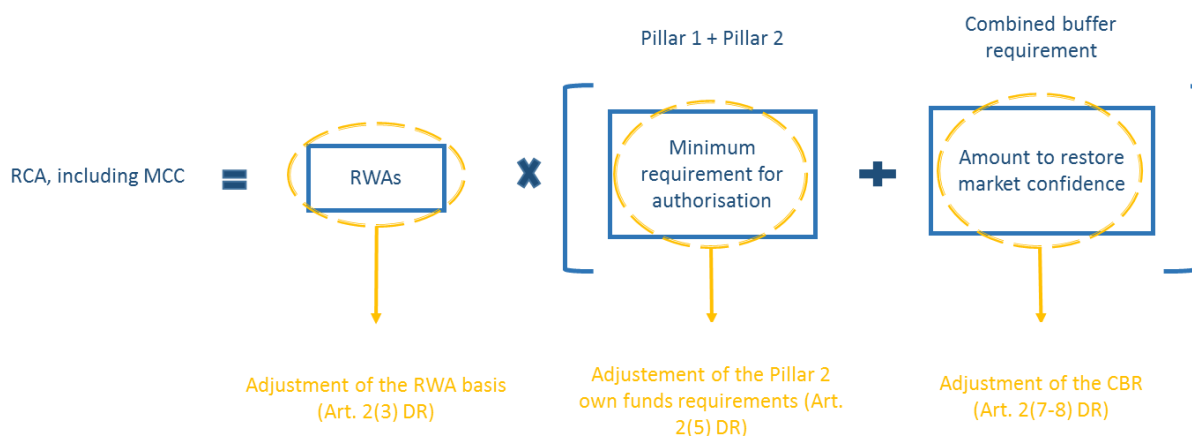 Pillar 1 + Pillar 2
Combined buffer
requirement
RCA, including MCC
=
RWAs
×
Minimum
requirement for
authorisation
+
Amount to restore
market confidence
Adjustment of the RWA basis
(Art. 2(3) DR)
Adjustement of the Pillar 2
own funds requirements (Art.
2(5) DR)
Adjustment of the CBR
(Art. 2(7-8) DR)